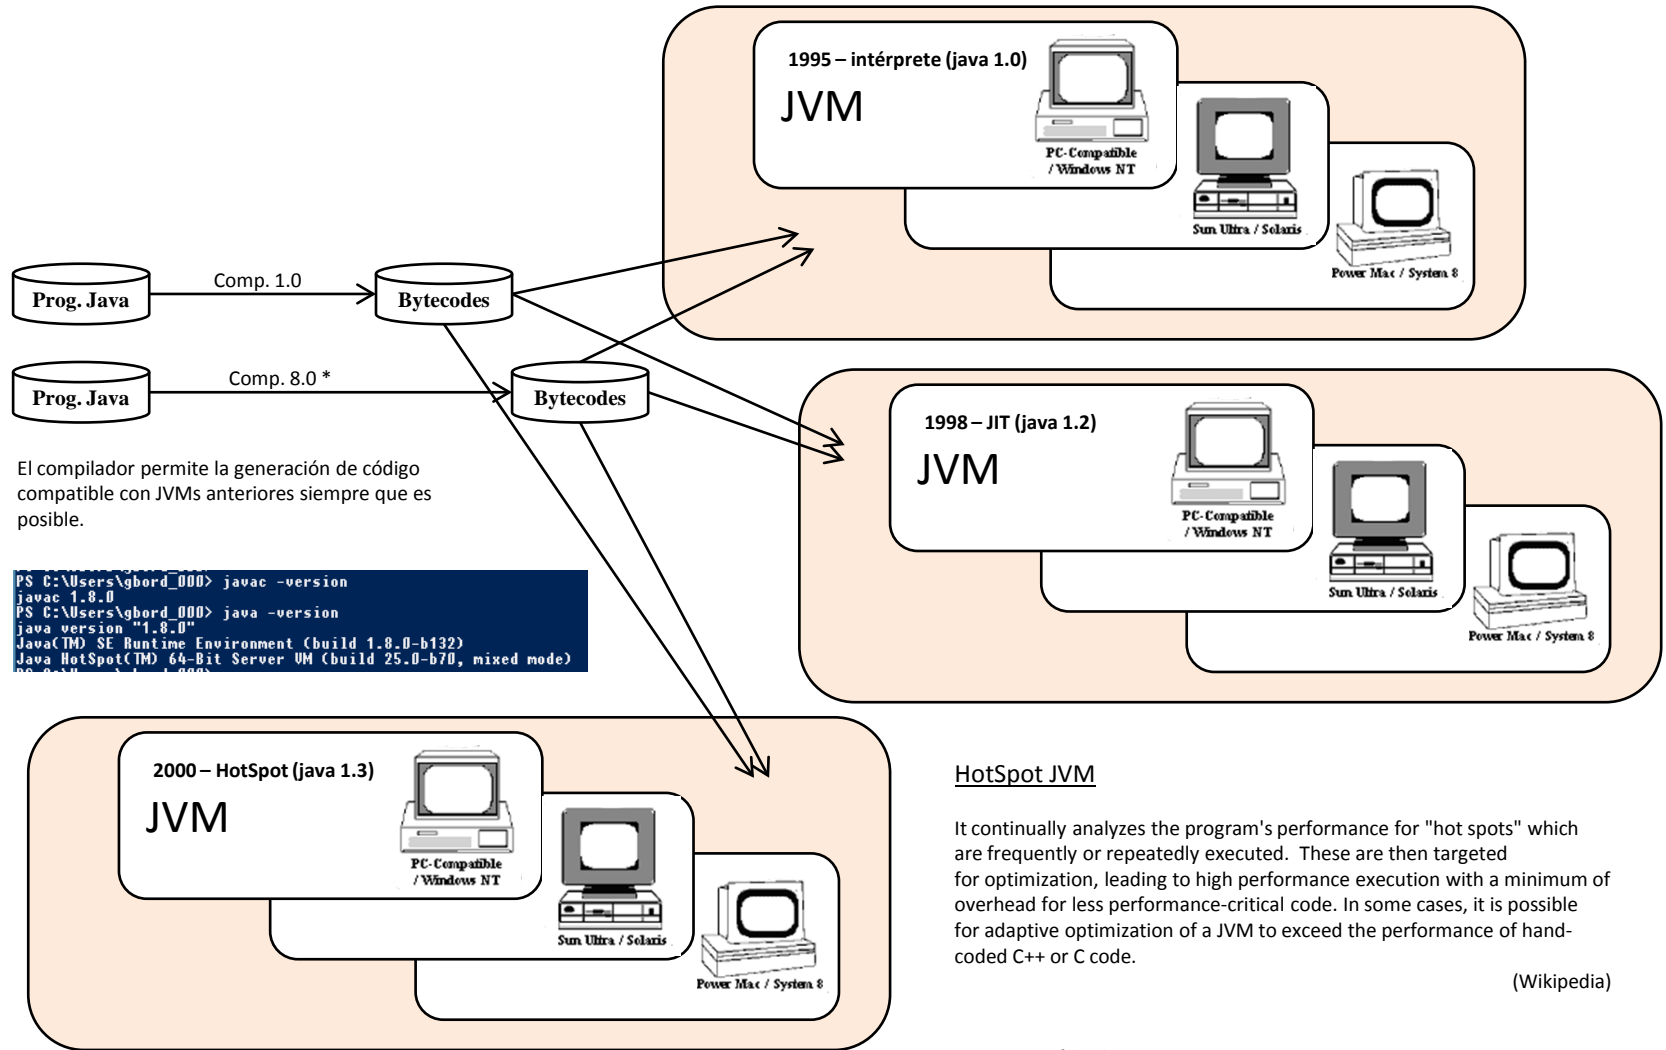 1995 – intérprete (java 1.0)
JVM
PC-Compatible
/ Windows NT
Sun Ultra / Solaris
Power Mac / System 8
Prog. Java
Comp. 1.0
Bytecodes
Prog. Java
Comp. 8.0 *
Bytecodes
El compilador permite la generación de código
compatible con JVMs anteriores siempre que es
posible.
1998 – JIT (java 1.2)
JVM
PC-Compatible
/ Windows NT
Sun Ultra / Solaris
Power Mac / System 8
PS C:\Users\gbord_000> javac -version
javac 1.8.0
PS C:\Users\gbord_000> java -version
java version "1.8.0"
Java(TM) SE Runtime Environment (build 1.8.0-b132)
Java HotSpot(TM) 64-Bit Server VM (build 25.0-b70, mixed mode)
2000 – HotSpot (java 1.3)
JVM
PC-Compatible
/ Windows NT
Sun Ultra / Solaris
Power Mac / System 8
HotSpot JVM
It continually analyzes the program's performance for "hot spots" which
are frequently or repeatedly executed. These are then targeted
for optimization, leading to high performance execution with a minimum of
overhead for less performance-critical code. In some cases, it is possible
for adaptive optimization of a JVM to exceed the performance of hand-
coded C++ or C code.
(Wikipedia)